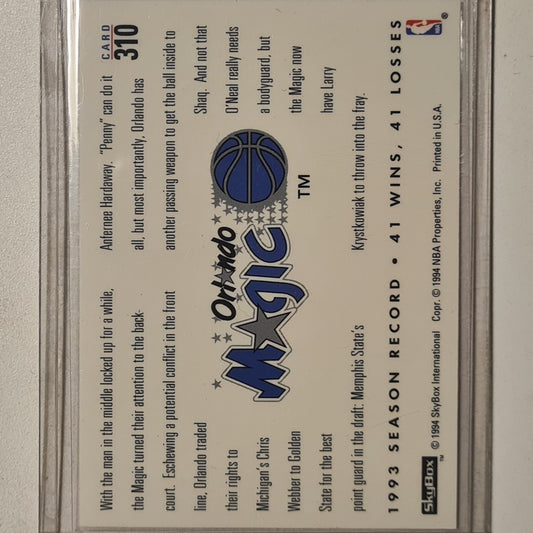 CARD
310
With the man in the middle locked up for a while,
the Magic turned their attention to the back-
court. Eschewing a potential conflict in the front
line, Orlando traded
their rights to
Michigan's Chris
Webber to Golden
State for the best
point guard in the draft: Memphis State's
Anfernee Hardaway. "Penny" can do it
all, but most importantly, Orlando has
another passing weapon to get the ball inside to
Shaq. And not that
O'Neal really needs
a bodyguard, but
the Magic now
have Larry
Krystkowiak to throw into the fray.
Orlando
Magic
TM
1993 SEASON RECORD • 41 WINS, 41 LOSSES
SkyBox
TM
© 1994 SkyBox International Copr. © 1994 NBA Properties, Inc. Printed in U.S.A.
NBA
®